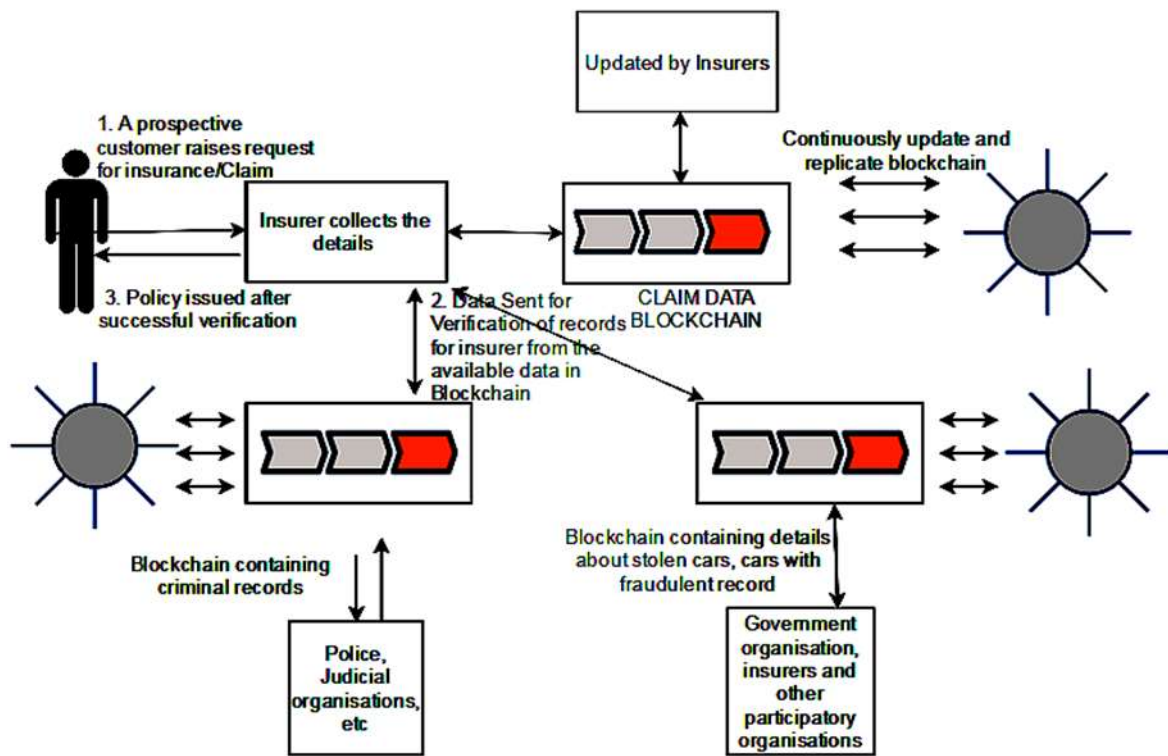 Updated by Insurers
1. A prospective
customer raises request
for insurance/Claim
Continuously update and
replicate blockchain
Insurer collects the
details
3. Policy issued after
successful verification
2. Data Sent for
Verification of records
for insurer from the
available data in
Blockchain
CLAIM DATA
BLOCKCHAIN
Blockchain containing
criminal records
Blockchain containing details
about stolen cars, cars with
fraudulent record
Police,
Judicial
organisations,
etc
Government
organisation,
insurers and
other
participatory
organisations